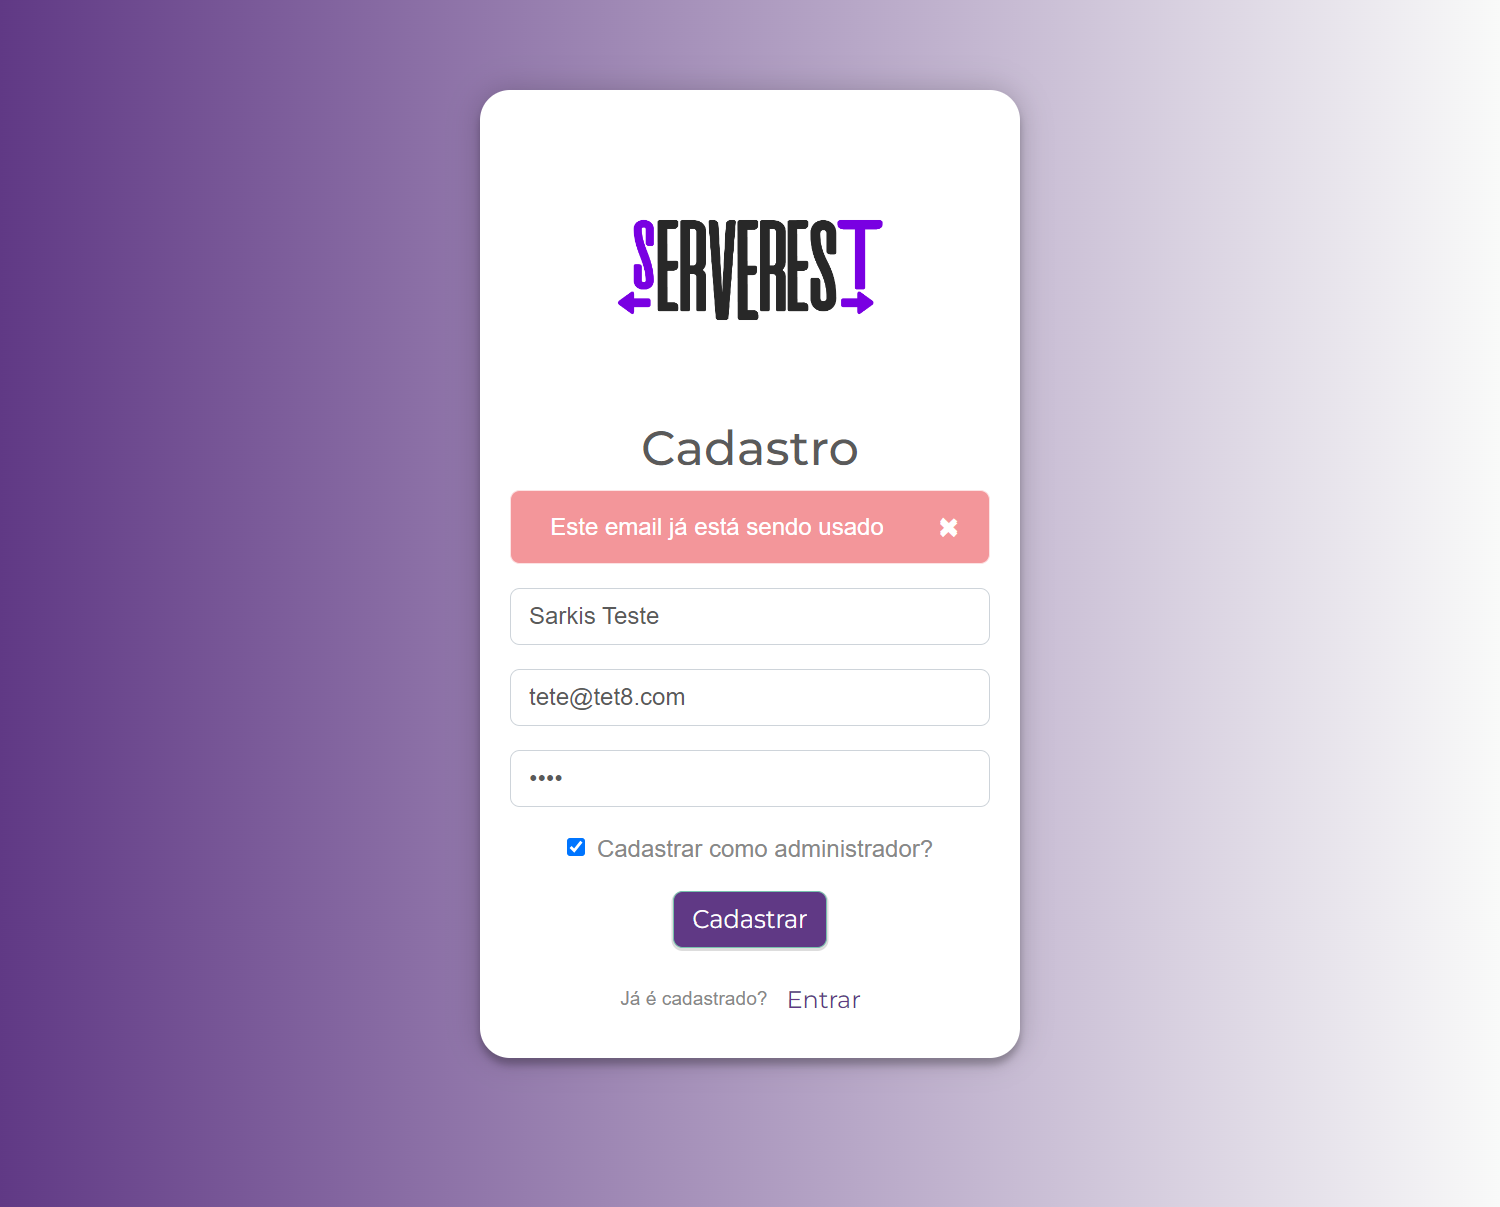 SERVEREST
Cadastro
Este email já está sendo usado
Sarkis Teste
tete@tet8.com
••••
Cadastrar como administrador?
Cadastrar
Já é cadastrado? Entrar